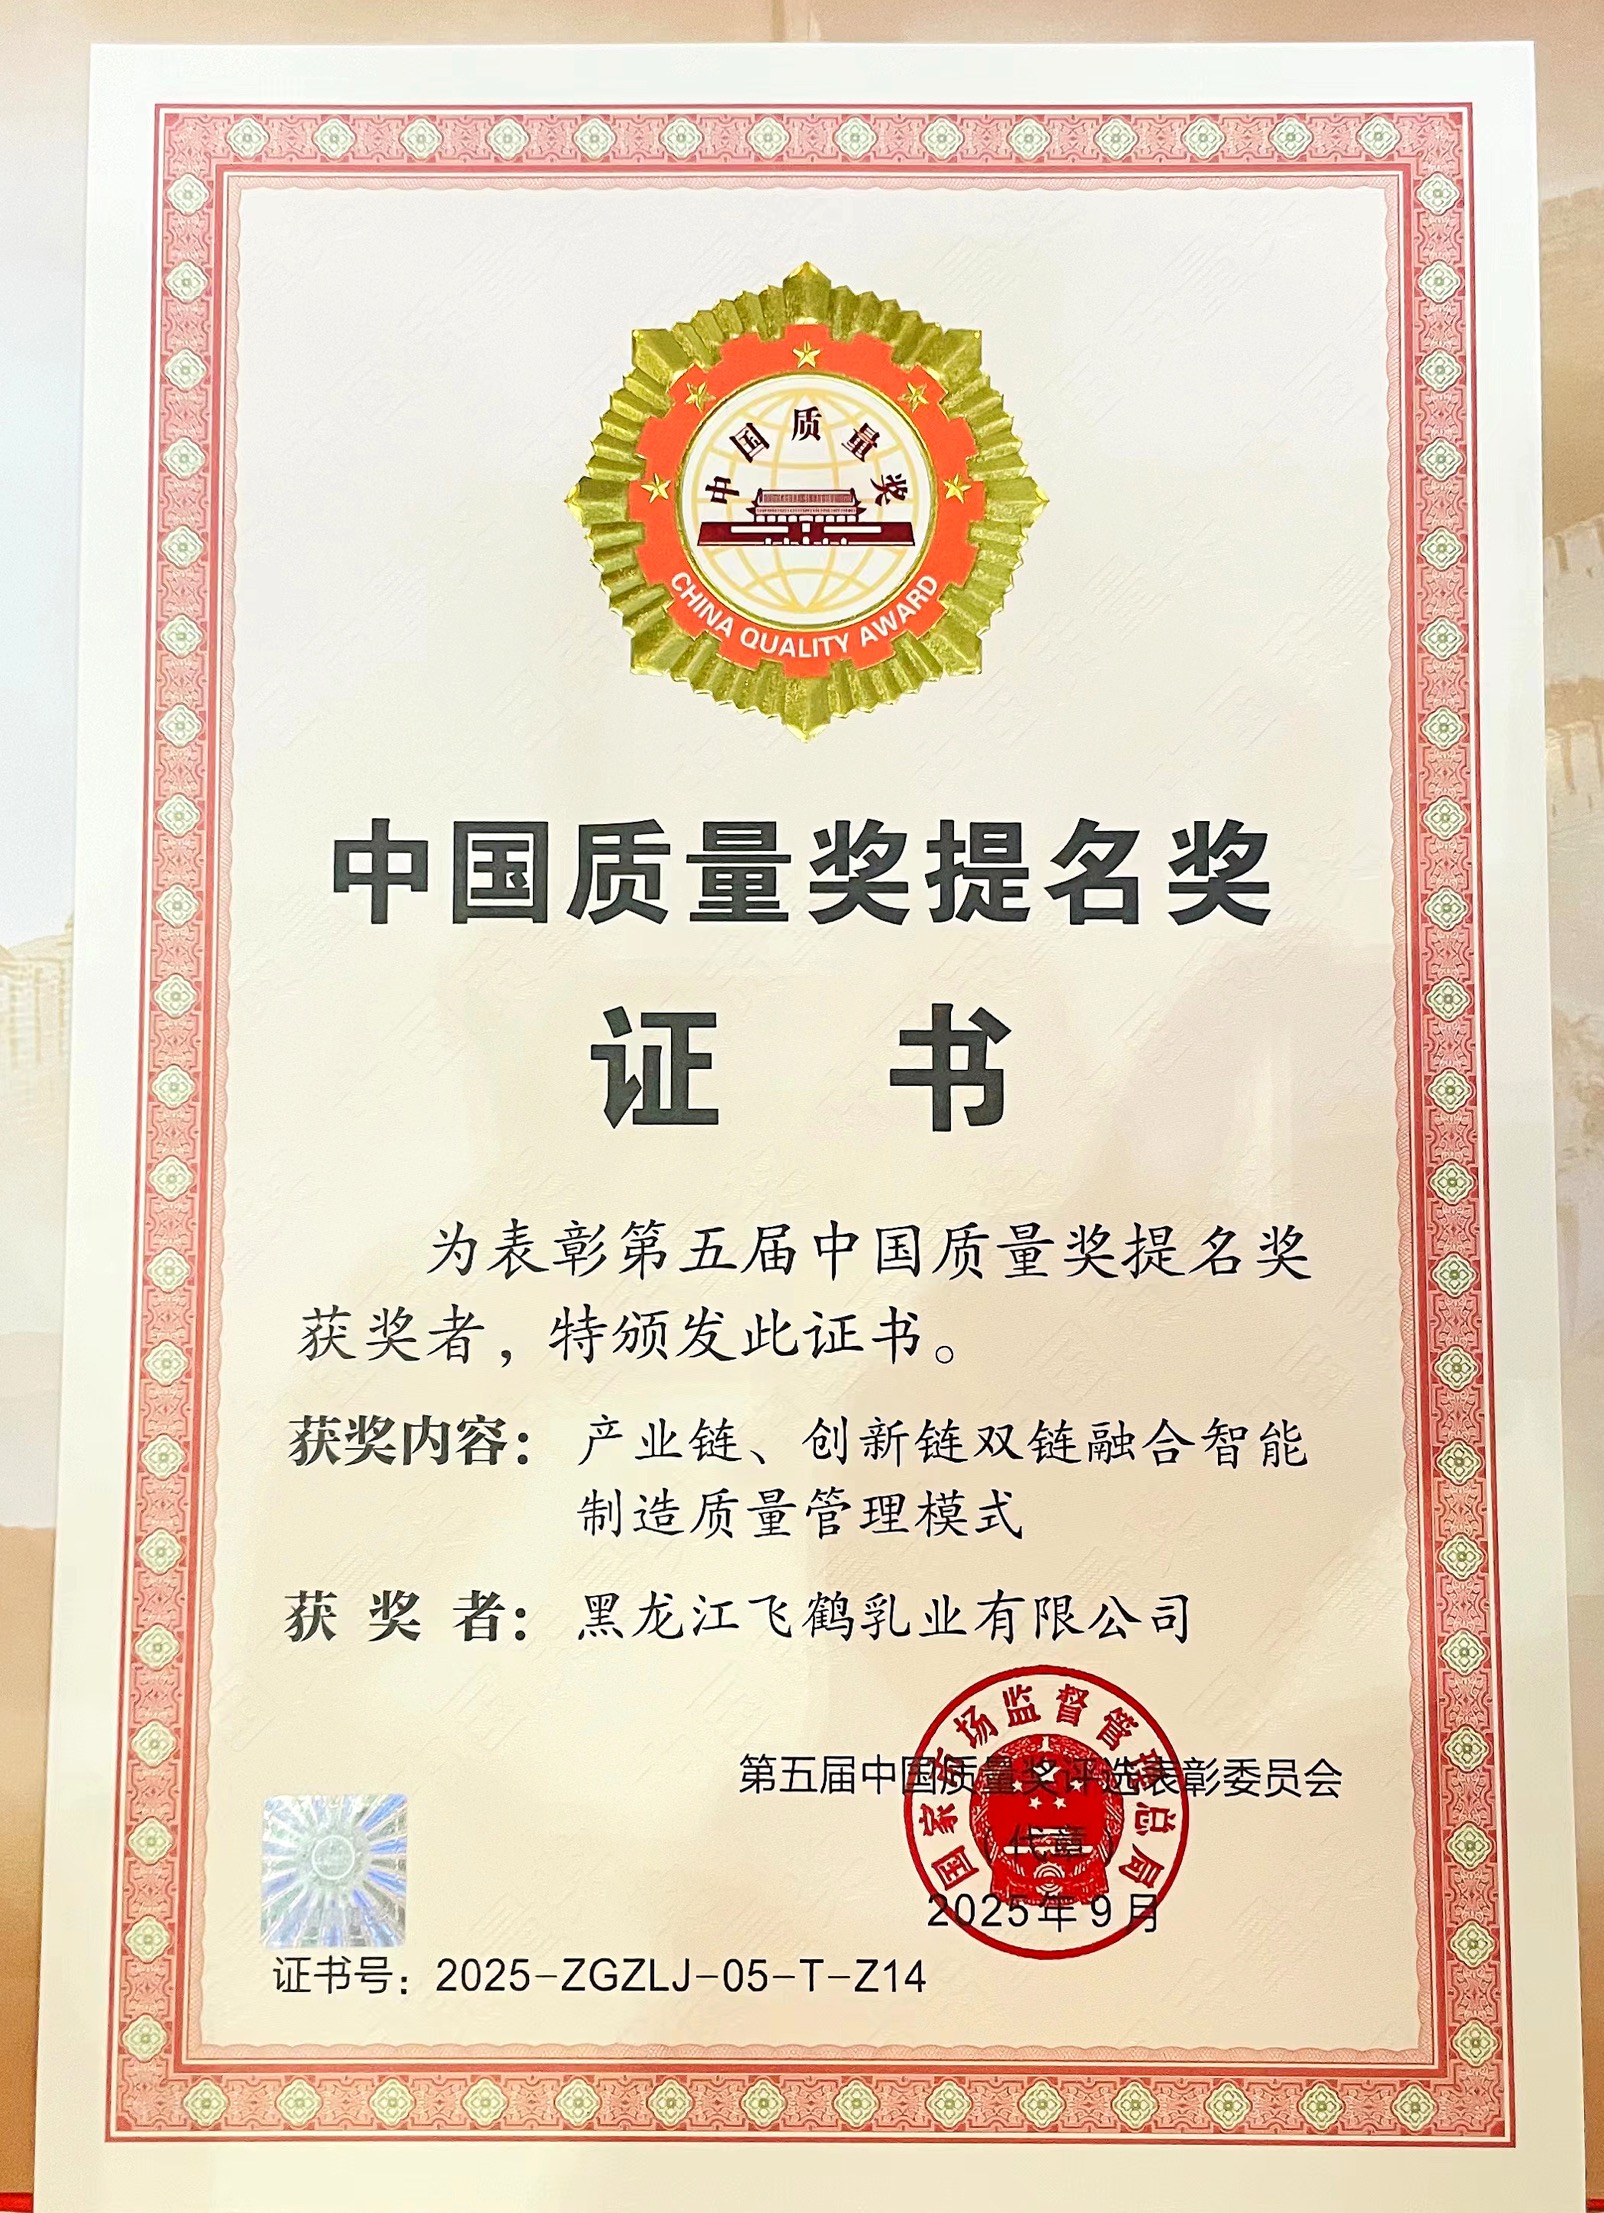 中国质量奖
CHINA QUALITY AWARD
中国质量奖提名奖
证 书
为表彰第五届中国质量奖提名奖
获奖者，特颁发此证书。
获奖内容：产业链、创新链双链融合智能
制造质量管理模式
获奖者：黑龙江飞鹤乳业有限公司
国家市场监督管理总局
第五届中国质量奖评选表彰委员会
（代章）
2025年9月
证书号：2025-ZGZLJ-05-T-Z14